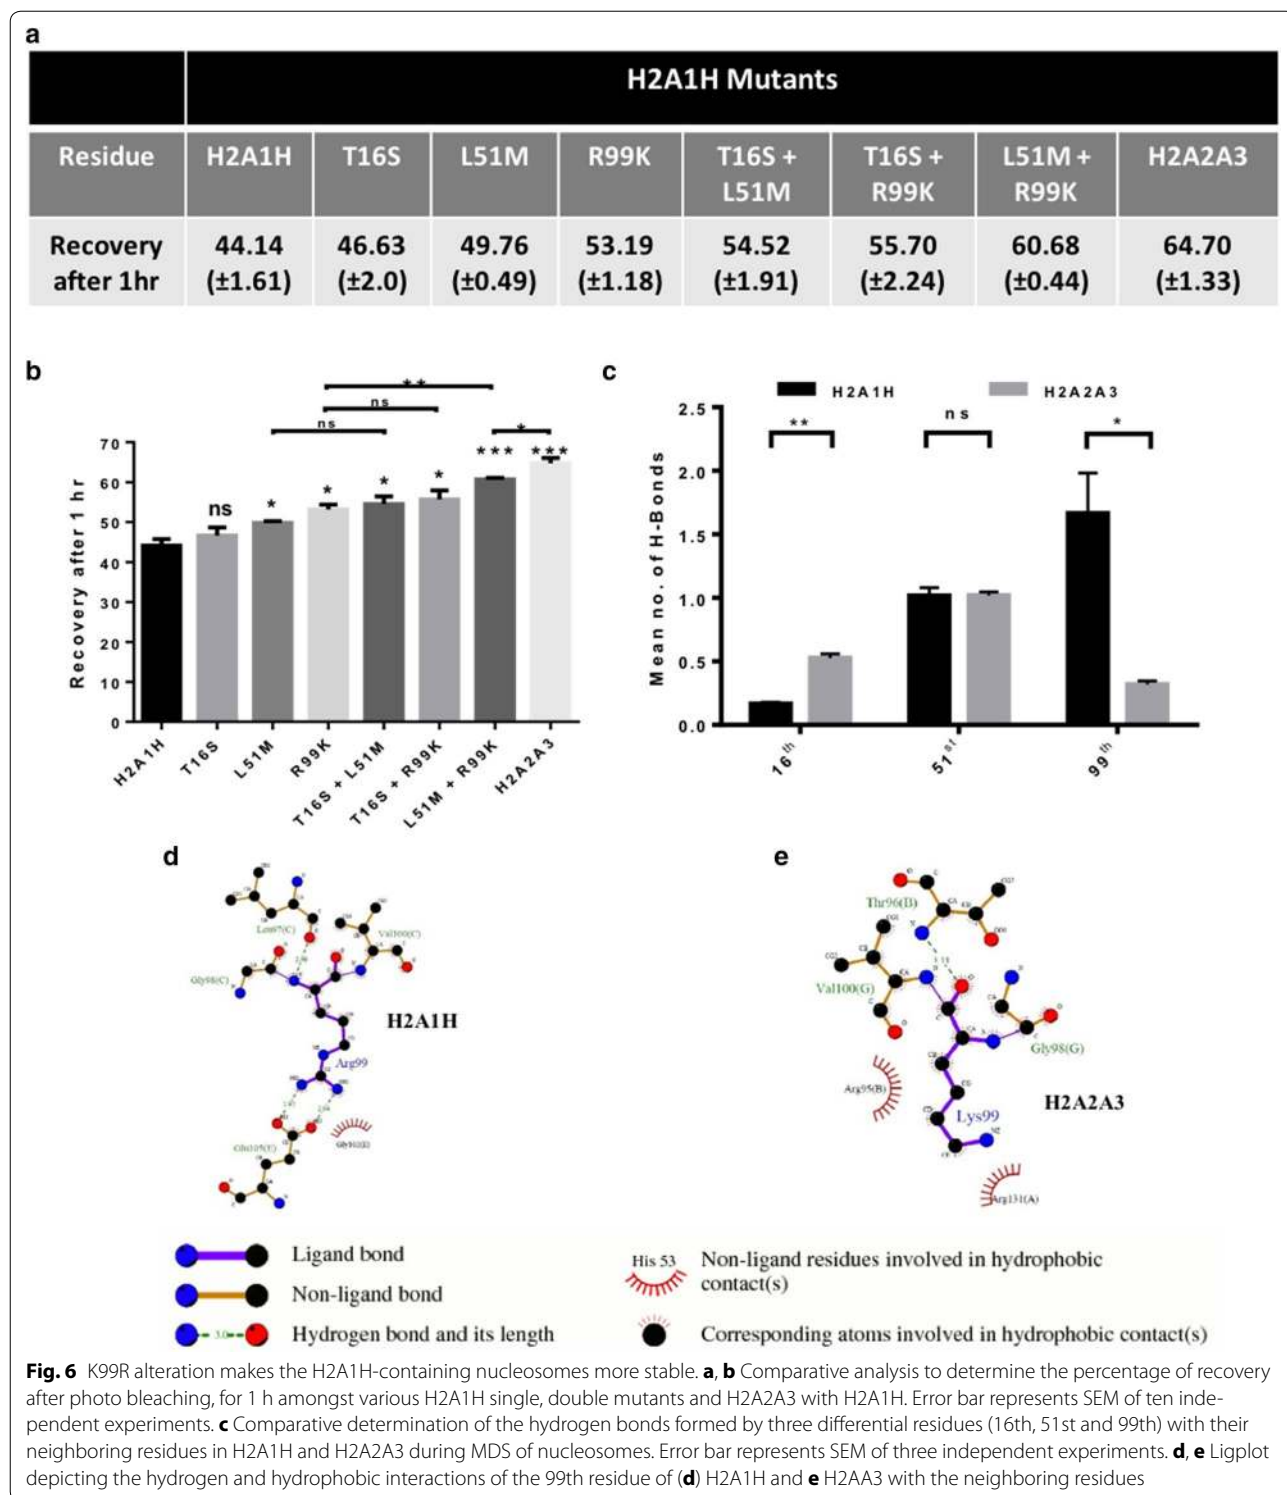 a
H2A1H Mutants
Residue H2A1H T16S L51M R99K T16S + L51M T16S + R99K L51M + R99K H2A2A3
Recovery after 1hr 44.14 (±1.61) 46.63 (±2.0) 49.76 (±0.49) 53.19 (±1.18) 54.52 (±1.91) 55.70 (±2.24) 60.68 (±0.44) 64.70 (±1.33)
b
**
ns
ns
*
ns * * * * *** ***
Recovery after 1 hr
70
60
50
40
30
20
10
0
H2A1H T16S L51M R99K T16S + L51M T16S + R99K L51M + R99K H2A2A3
c
H2A1H H2A2A3
** ns *
Mean no. of H-Bonds
2.5
2.0
1.5
1.0
0.5
0.0
16th 51st 99th
d
Leu97(C)
Val100(C)
Gly98(C)
H2A1H
Arg99
e
Thr96(B)
Val100(G)
Gly98(G)
Arg95(B)
H2A2A3
Lys99
Arg131(A)
Ligand bond
Non-ligand bond
3.0 Hydrogen bond and its length
His 53 Non-ligand residues involved in hydrophobic
contact(s)
Corresponding atoms involved in hydrophobic contact(s)
Fig. 6 K99R alteration makes the H2A1H-containing nucleosomes more stable. a, b Comparative analysis to determine the percentage of recovery
after photo bleaching, for 1 h amongst various H2A1H single, double mutants and H2A2A3 with H2A1H. Error bar represents SEM of ten inde-
pendent experiments. c Comparative determination of the hydrogen bonds formed by three differential residues (16th, 51st and 99th) with their
neighboring residues in H2A1H and H2A2A3 during MDS of nucleosomes. Error bar represents SEM of three independent experiments. d, e Ligplot
depicting the hydrogen and hydrophobic interactions of the 99th residue of (d) H2A1H and e H2AA3 with the neighboring residues